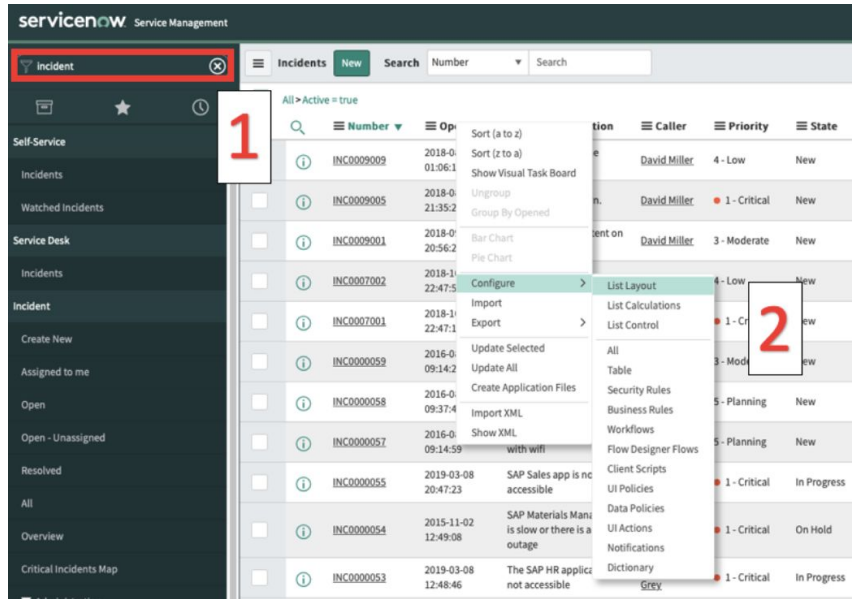 servicenow Service Management
incident
Incidents New Search Number Search
1
All > Active = true
Number Caller Priority State
Self-Service
Incidents
Watched Incidents
Service Desk
Incidents
Incident
Create New
Assigned to me
Open
Open - Unassigned
Resolved
All
Overview
Critical Incidents Map
INC0009009 David Miller 4 - Low New
INC0009005 David Miller 1 - Critical New
INC0009001 David Miller 3 - Moderate New
INC0007002 4 - Low New
INC0007001
INC0000059
INC0000058 5 - Planning New
INC0000057 09:14:59 with wifi 5 - Planning New
INC0000055 2019-03-08 20:47:23 SAP Sales app is accessible 1 - Critical In Progress
INC0000054 2015-11-02 12:49:08 SAP Materials is slow or there is a outage 1 - Critical On Hold
INC0000053 2019-03-08 12:48:46 The SAP HR not accessible Grey 1 - Critical In Progress
Sort (a to z)
Sort (z to a)
Show Visual Task Board
Ungroup
Group By Opened
Bar Chart
Pie Chart
Configure >
Import
Export >
Update Selected
Update All
Create Application Files
Import XML
Show XML
List Layout
List Calculations
List Control
All
Table
Security Rules
Business Rules
Workflows
Flow Designer Flows
Client Scripts
UI Policies
Data Policies
UI Actions
Notifications
Dictionary
2